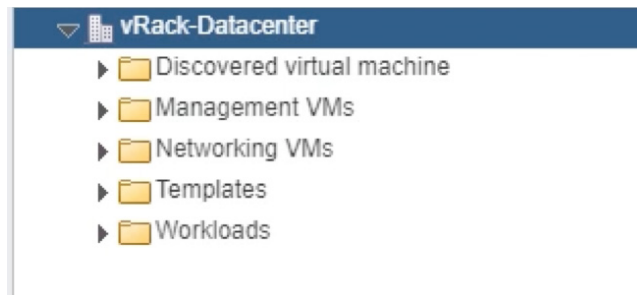 vRack-Datacenter
Discovered virtual machine
Management VMs
Networking VMs
Templates
Workloads